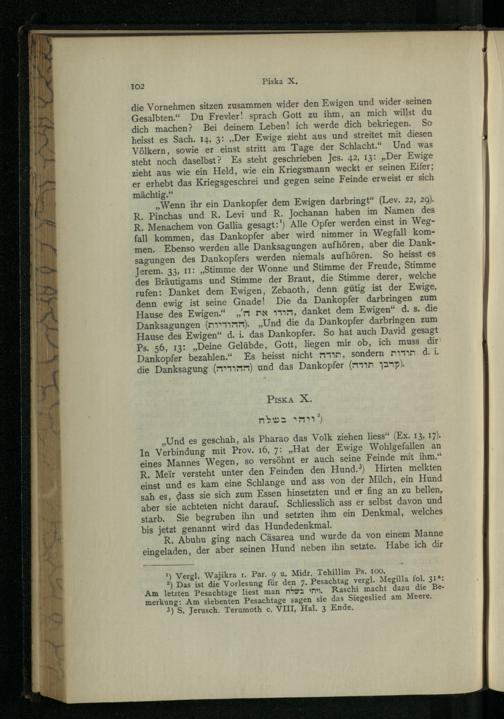 102
Piska X.
die Vornehmen sitzen zusammen wider den Ewigen und wider seinen
Gesalbten.“ Du Frevler! sprach Gott zu ihm, an mich willst du
dich machen? Bei deinem Leben! ich werde dich bekriegen. So
heisst es Sach. 14, 3: „Der Ewige zieht aus und streitet mit diesen
Völkern, sowie er einst stritt am Tage der Schlacht.“ Und was
steht noch daselbst? Es steht geschrieben Jes. 42, 13: „Der Ewige
zieht aus wie ein Held, wie ein Kriegsmann weckt er seinen Eifer;
er erhebt das Kriegsgeschrei und gegen seine Feinde erweist er sich
mächtig.“
„Wenn ihr ein Dankopfer dem Ewigen darbringt“ (Lev. 22, 29).
R. Pinchas und R. Levi und R. Jochanan haben im Namen des
R. Menachem von Gallia gesagt:¹) Alle Opfer werden einst in Weg-
fall kommen, das Dankopfer aber wird nimmer in Wegfall kom-
men. Ebenso werden alle Danksagungen aufhören, aber die Dank-
sagungen des Dankopfers werden niemals aufhören. So heisst es
Jerem. 33, 11: „Stimme der Wonne und Stimme der Freude, Stimme
des Bräutigams und Stimme der Braut, die Stimme derer, welche
rufen: Danket dem Ewigen, Zebaoth, denn gütig ist der Ewige,
denn ewig ist seine Gnade! Die da Dankopfer darbringen zum
Hause des Ewigen.“ „הודו את ה׳, danket dem Ewigen“ d. s. die
Danksagungen (ההודיות). „Und die da Dankopfer darbringen zum
Hause des Ewigen“ d. i. das Dankopfer. So hat auch David gesagt
Ps. 56, 13: „Deine Gelübde, Gott, liegen mir ob, ich muss dir
Dankopfer bezahlen.“ Es heisst nicht תודה, sondern תודות d. i.
die Danksagung (ההודיה) und das Dankopfer (קרבן תודה).
Piska X.
ויהי בשלח²)
„Und es geschah, als Pharao das Volk ziehen liess“ (Ex. 13, 17).
In Verbindung mit Prov. 16, 7: „Hat der Ewige Wohlgefallen an
eines Mannes Wegen, so versöhnt er auch seine Feinde mit ihm.“
R. Meïr versteht unter den Feinden den Hund.³) Hirten melkten
einst und es kam eine Schlange und ass von der Milch, ein Hund
sah es, dass sie sich zum Essen hinsetzten und er fing an zu bellen,
aber sie achteten nicht darauf. Schliesslich ass er selbst davon und
starb. Sie begruben ihn und setzten ihm ein Denkmal, welches
bis jetzt genannt wird das Hundedenkmal.
R. Abuhu ging nach Cäsarea und wurde da von einem Manne
eingeladen, der aber seinen Hund neben ihn setzte. Habe ich dir
¹) Vergl. Wajikra r. Par. 9 u. Midr. Tehillim Ps. 100.
²) Das ist die Vorlesung für den 7. Pesachtag vergl. Megilla fol. 31ᵃ:
Am letzten Pesachtage liest man ויהי בשלח. Raschi macht dazu die Be-
merkung: Am siebenten Pesachtage sagen sie das Siegeslied am Meere.
³) S. Jerusch. Terumoth c. VIII, Hal. 3 Ende.